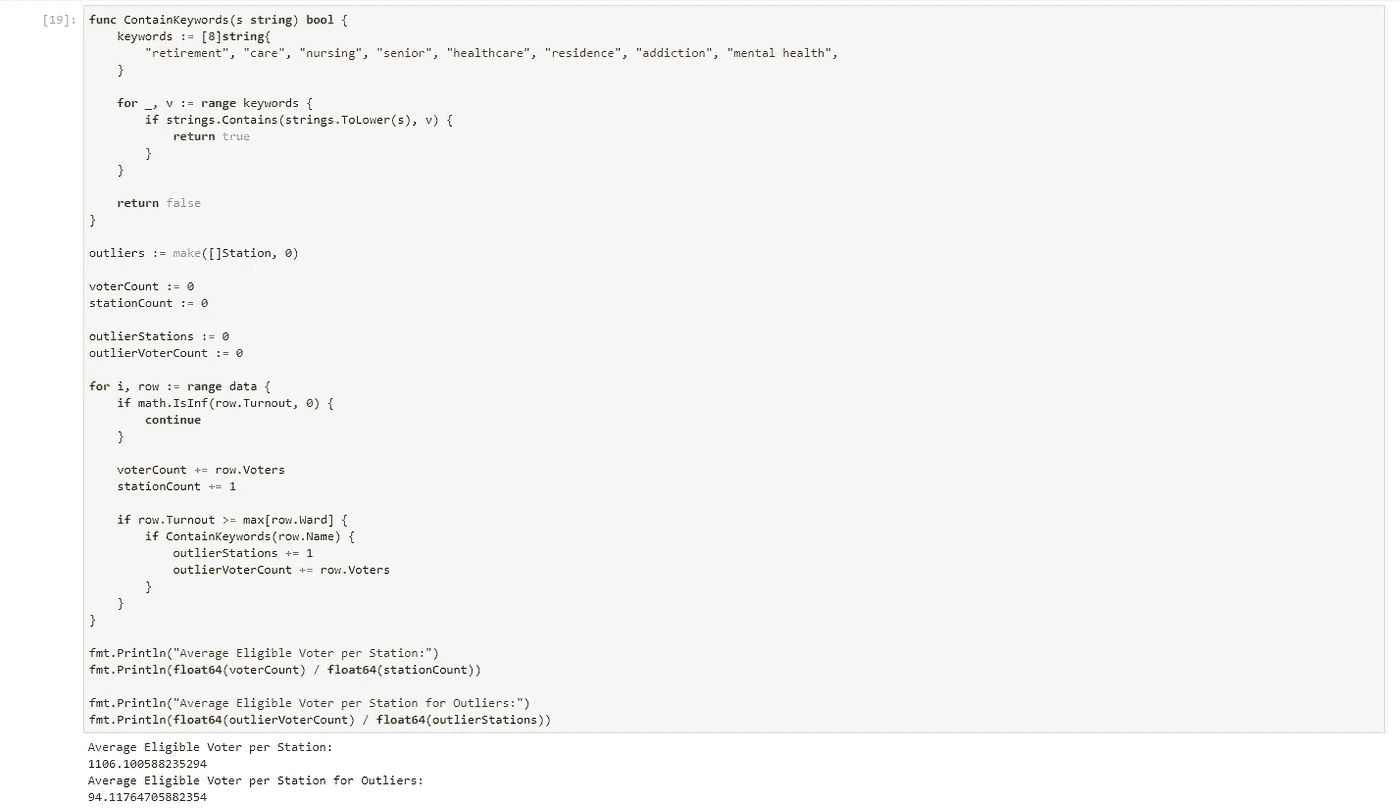 [19]: func ContainKeywords(s string) bool {
    keywords := [8]string{
        "retirement", "care", "nursing", "senior", "healthcare", "residence", "addiction", "mental health",
    }

    for _, v := range keywords {
        if strings.Contains(strings.ToLower(s), v) {
            return true
        }
    }

    return false
}

outliers := make([]Station, 0)

voterCount := 0
stationCount := 0

outlierStations := 0
outlierVoterCount := 0

for i, row := range data {
    if math.IsInf(row.Turnout, 0) {
        continue
    }

    voterCount += row.Voters
    stationCount += 1

    if row.Turnout >= max[row.Ward] {
        if ContainKeywords(row.Name) {
            outlierStations += 1
            outlierVoterCount += row.Voters
        }
    }
}

fmt.Println("Average Eligible Voter per Station:")
fmt.Println(float64(voterCount) / float64(stationCount))

fmt.Println("Average Eligible Voter per Station for Outliers:")
fmt.Println(float64(outlierVoterCount) / float64(outlierStations))
Average Eligible Voter per Station:
1106.100588235294
Average Eligible Voter per Station for Outliers:
94.11764705882354